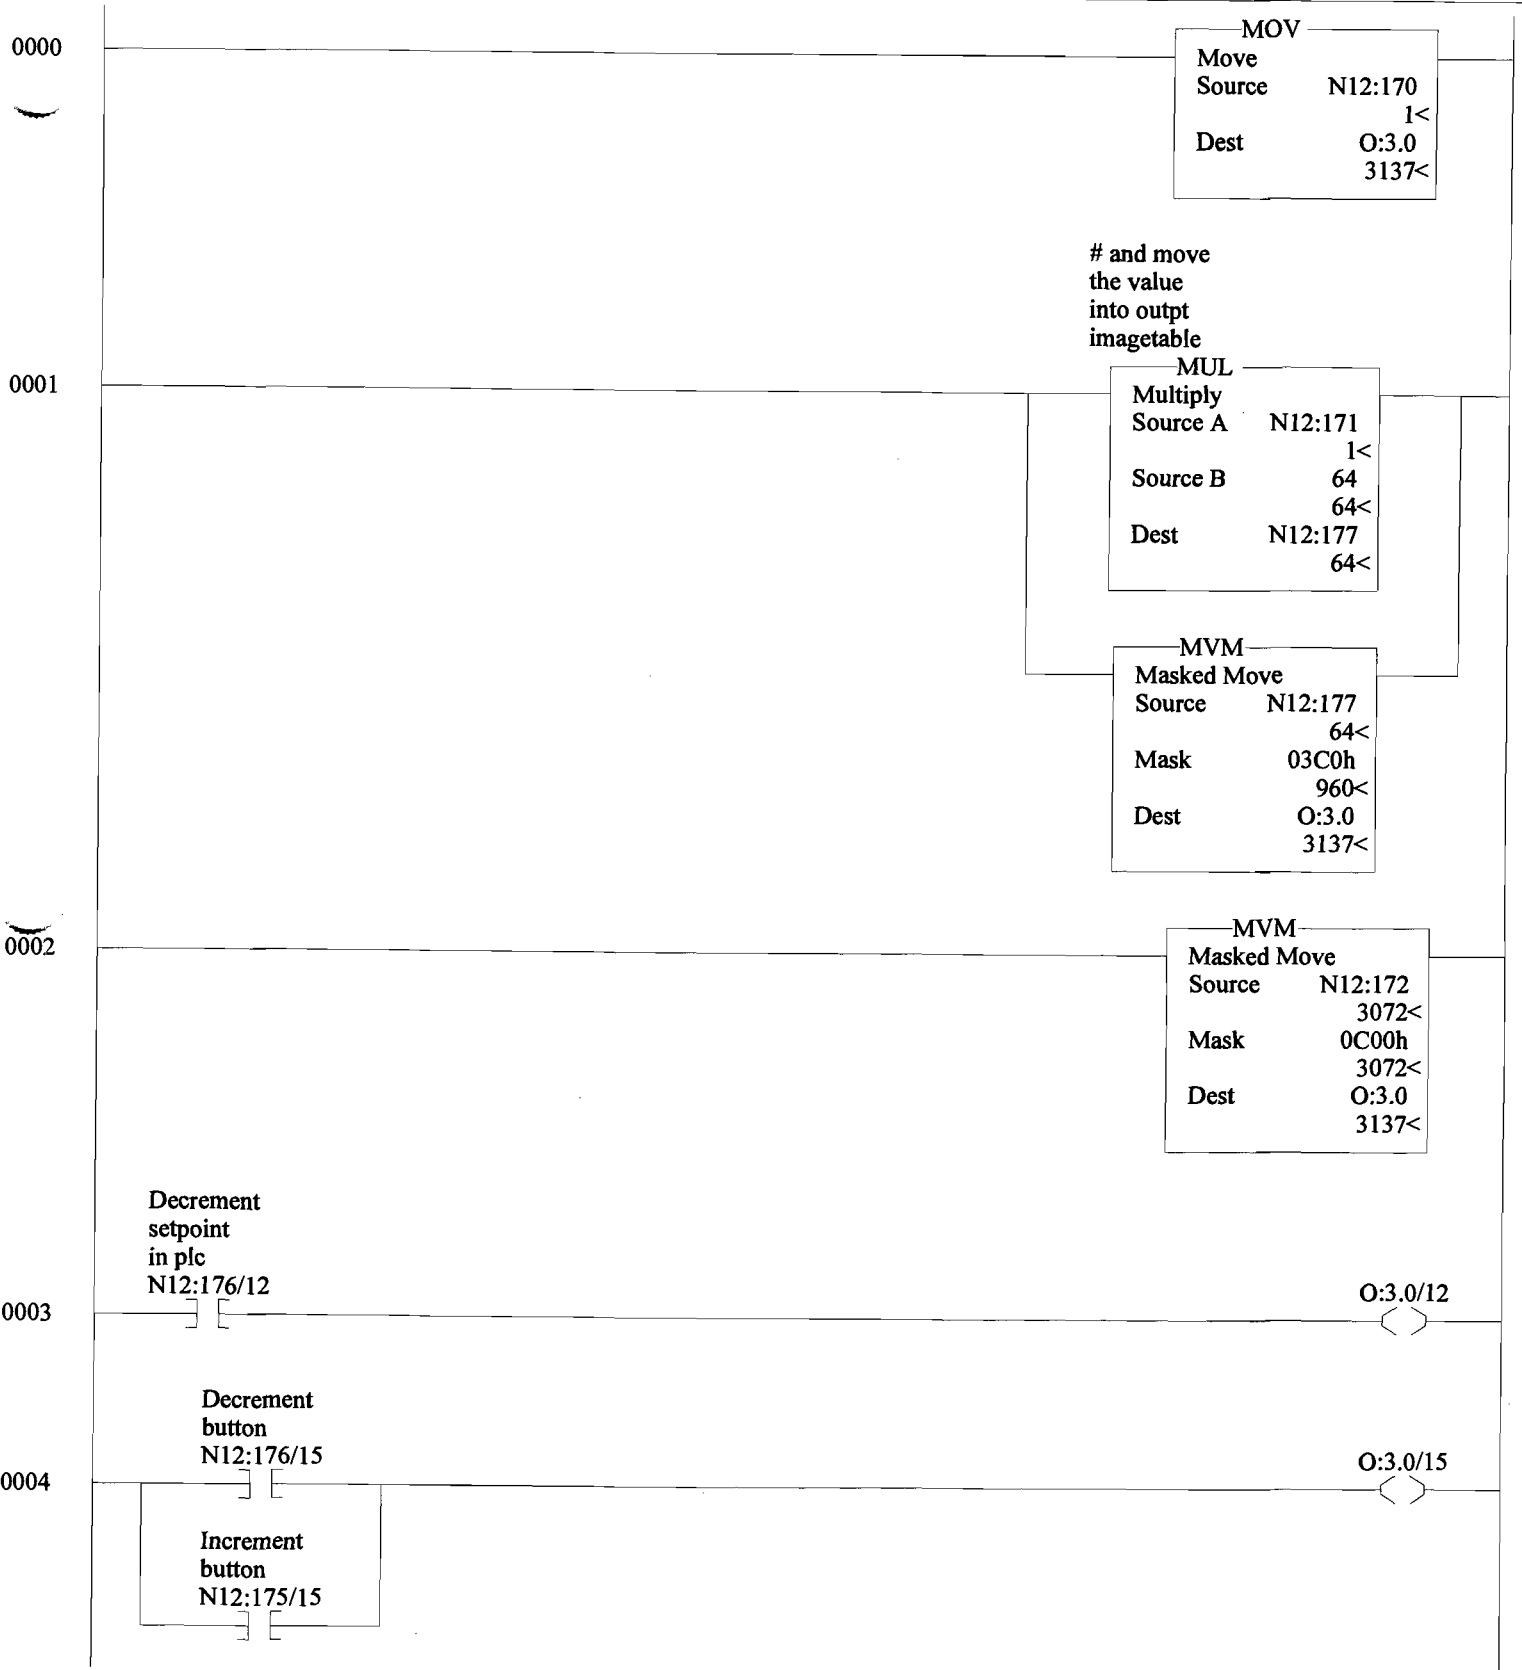 0000
MOV
Move
Source N12:170
1<
Dest O:3.0
3137<
# and move
the value
into outpt
imagetable
0001
MUL
Multiply
Source A N12:171
1<
Source B 64
64<
Dest N12:177
64<
MVM
Masked Move
Source N12:177
64<
Mask 03C0h
960<
Dest O:3.0
3137<
0002
MVM
Masked Move
Source N12:172
3072<
Mask 0C00h
3072<
Dest O:3.0
3137<
Decrement
setpoint
in plc
N12:176/12
0003
O:3.0/12
Decrement
button
N12:176/15
0004
O:3.0/15
Increment
button
N12:175/15